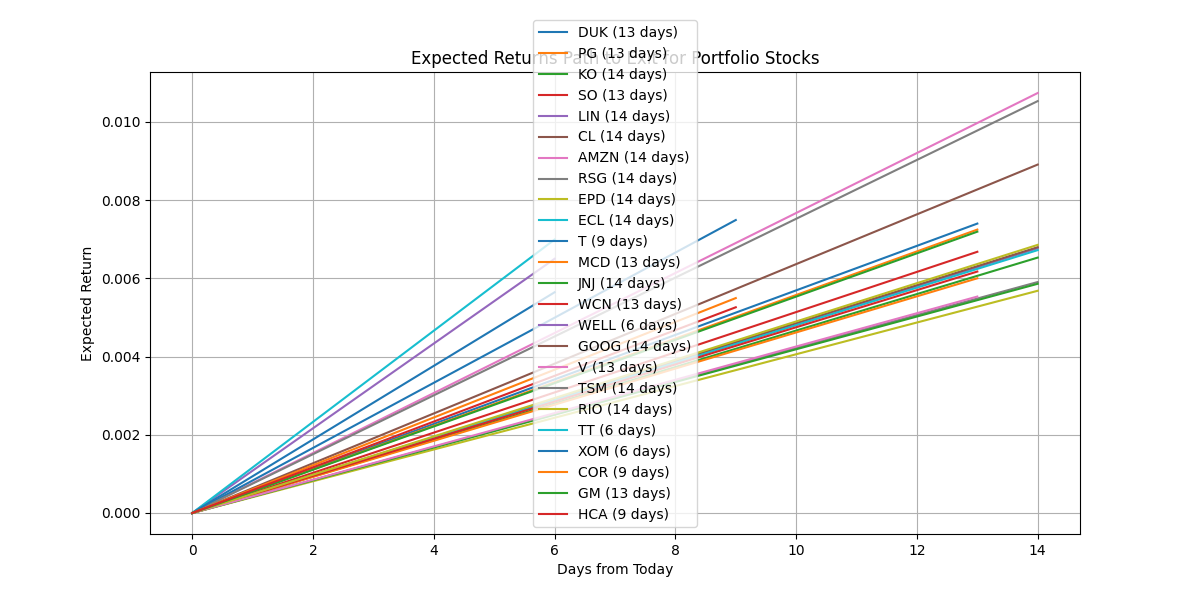 Expected Returns Path to Exit for Portfolio Stocks
DUK (13 days)
PG (13 days)
KO (14 days)
SO (13 days)
LIN (14 days)
CL (14 days)
AMZN (14 days)
RSG (14 days)
EPD (14 days)
ECL (14 days)
T (9 days)
MCD (13 days)
JNJ (14 days)
WCN (13 days)
WELL (6 days)
GOOG (14 days)
V (13 days)
TSM (14 days)
RIO (14 days)
TT (6 days)
XOM (6 days)
COR (9 days)
GM (13 days)
HCA (9 days)
Expected Return
0.010
0.008
0.006
0.004
0.002
0.000
0 2 4 6 8 10 12 14
Days from Today